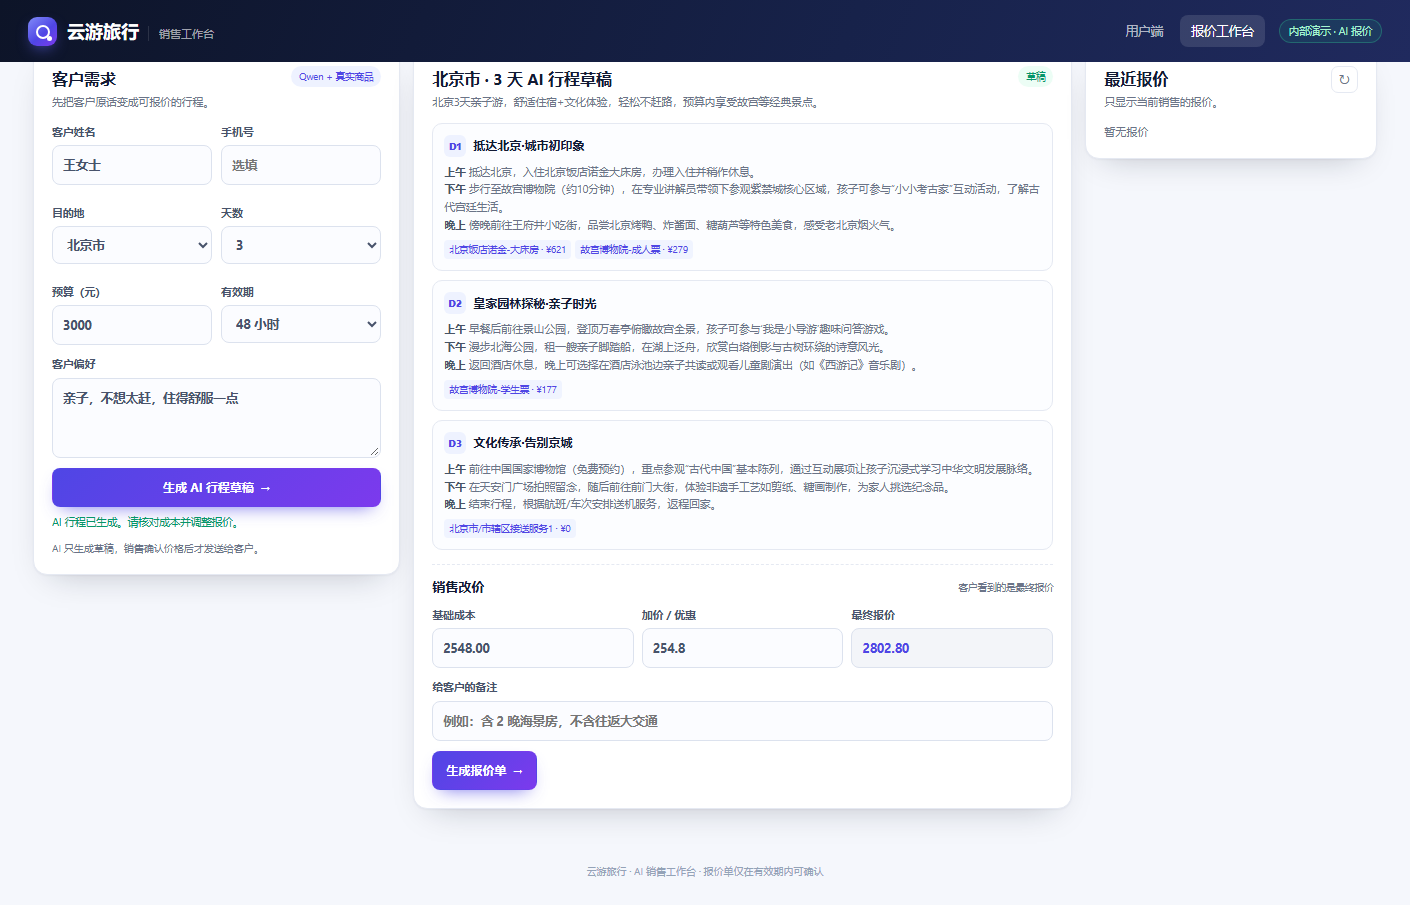 云游旅行
销售工作台
用户端
报价工作台
内部演示 · AI 报价
客户需求
Qwen + 真实商品
先把客户原话变成可报价的行程。
客户姓名
手机号
王女士
选填
目的地
天数
北京市
3
预算（元）
有效期
3000
48 小时
客户偏好
亲子，不想太赶，住得舒服一点
生成 AI 行程草稿 →
AI 行程已生成。请核对成本并调整报价。
AI 只生成草稿，销售确认价格后才发送给客户。
北京市 · 3 天 AI 行程草稿
草稿
北京3天亲子游，舒适住宿+文化体验，轻松不赶路，预算内享受故宫等经典景点。
D1 抵达北京·城市初印象
上午 抵达北京，入住北京饭店诺金大床房，办理入住并稍作休息。
下午 步行至故宫博物院（约10分钟），在专业讲解员带领下参观紫禁城核心区域，孩子可参与“小小考古家”互动活动，了解古
代宫廷生活。
晚上 傍晚前往王府井小吃街，品尝北京烤鸭、炸酱面、糖葫芦等特色美食，感受老北京烟火气。
北京饭店诺金-大床房 · ¥621
故宫博物院-成人票 · ¥279
D2 皇家园林探秘·亲子时光
上午 早餐后前往景山公园，登顶万春亭俯瞰故宫全景，孩子可参与‘我是小导游’趣味问答游戏。
下午 漫步北海公园，租一艘亲子脚踏船，在湖上泛舟，欣赏白塔倒影与古树环绕的诗意风光。
晚上 返回酒店休息，晚上可选择在酒店泳池边亲子共读或观看儿童剧演出（如《西游记》音乐剧）。
故宫博物院-学生票 · ¥177
D3 文化传承·告别京城
上午 前往中国国家博物馆（免费预约），重点参观“古代中国”基本陈列，通过互动展项让孩子沉浸式学习中华文明发展脉络。
下午 在天安门广场拍照留念，随后前往前门大街，体验非遗手工艺如剪纸、糖画制作，为家人挑选纪念品。
晚上 结束行程，根据航班/车次安排送机服务，返程回家。
北京市/市辖区接送服务1 · ¥0
销售改价
客户看到的是最终报价
基础成本
加价 / 优惠
最终报价
2548.00
254.8
2802.80
给客户的备注
例如：含 2 晚海景房，不含往返大交通
生成报价单 →
最近报价
↻
只显示当前销售的报价。
暂无报价
云游旅行 · AI 销售工作台 · 报价单仅在有效期内可确认